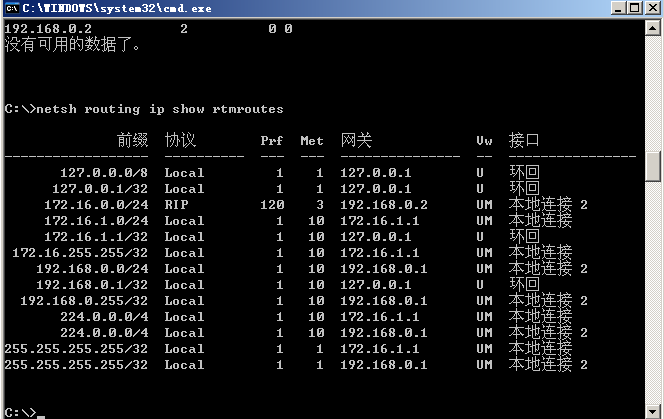 C:\WINDOWS\system32\cmd.exe
192.168.0.2 2 0 0
没有可用的数据了。
C:\>netsh routing ip show rtmroutes
前缀 协议 Prf Met 网关 Vw 接口
------------------ ---------- ---- ---- --------------- --- ----------------
127.0.0.0/8 Local 1 1 127.0.0.1 U 环回
127.0.0.1/32 Local 1 1 127.0.0.1 U 环回
172.16.0.0/24 RIP 120 3 192.168.0.2 UM 本地连接 2
172.16.1.0/24 Local 1 10 172.16.1.1 UM 本地连接
172.16.1.1/32 Local 1 10 127.0.0.1 U 环回
172.16.255.255/32 Local 1 10 172.16.1.1 UM 本地连接
192.168.0.0/24 Local 1 10 192.168.0.1 UM 本地连接 2
192.168.0.1/32 Local 1 10 127.0.0.1 U 环回
192.168.0.255/32 Local 1 10 192.168.0.1 UM 本地连接 2
224.0.0.0/4 Local 1 10 172.16.1.1 UM 本地连接
224.0.0.0/4 Local 1 10 192.168.0.1 UM 本地连接 2
255.255.255.255/32 Local 1 1 172.16.1.1 UM 本地连接
255.255.255.255/32 Local 1 1 192.168.0.1 UM 本地连接 2
C:\>_